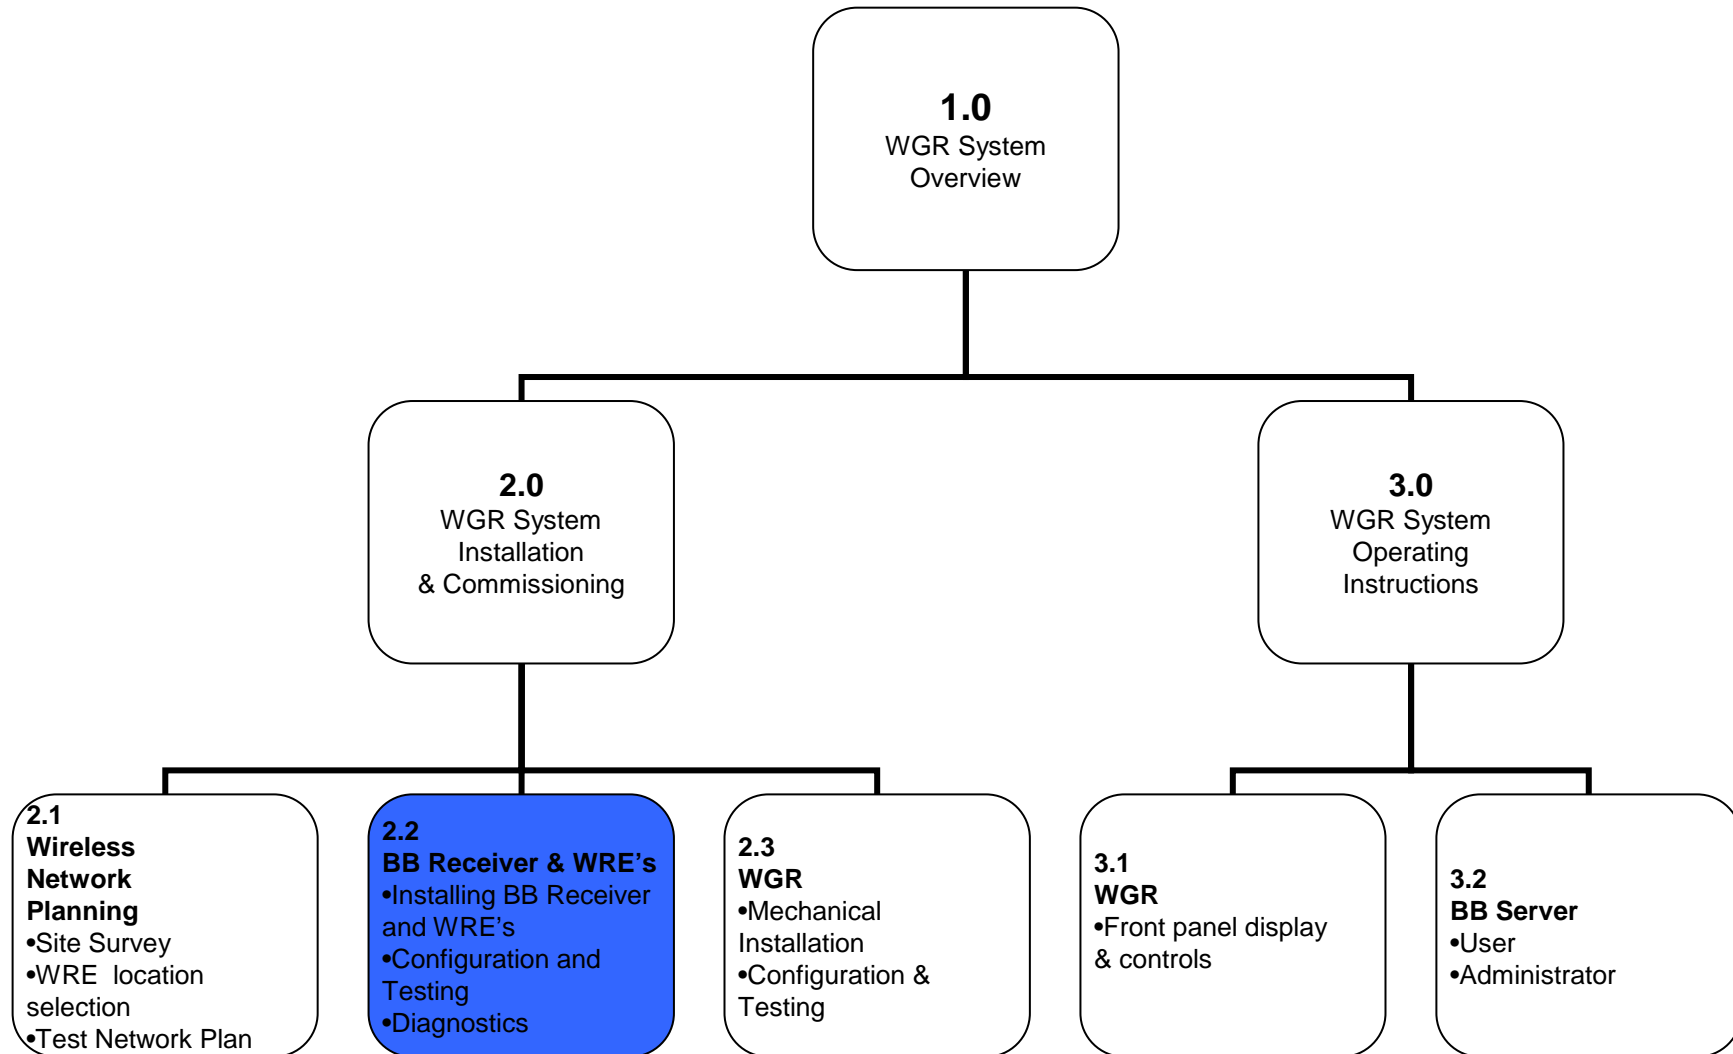 1.0
WGR System
Overview
2.0
WGR System
Installation
& Commissioning
3.0
WGR System
Operating
Instructions
2.1
Wireless
Network
Planning
•Site Survey
•WRE location
selection
•Test Network Plan
2.2
BB Receiver & WRE’s
•Installing BB Receiver
and WRE’s
•Configuration and
Testing
•Diagnostics
2.3
WGR
•Mechanical
Installation
•Configuration &
Testing
3.1
WGR
•Front panel display
& controls
3.2
BB Server
•User
•Administrator